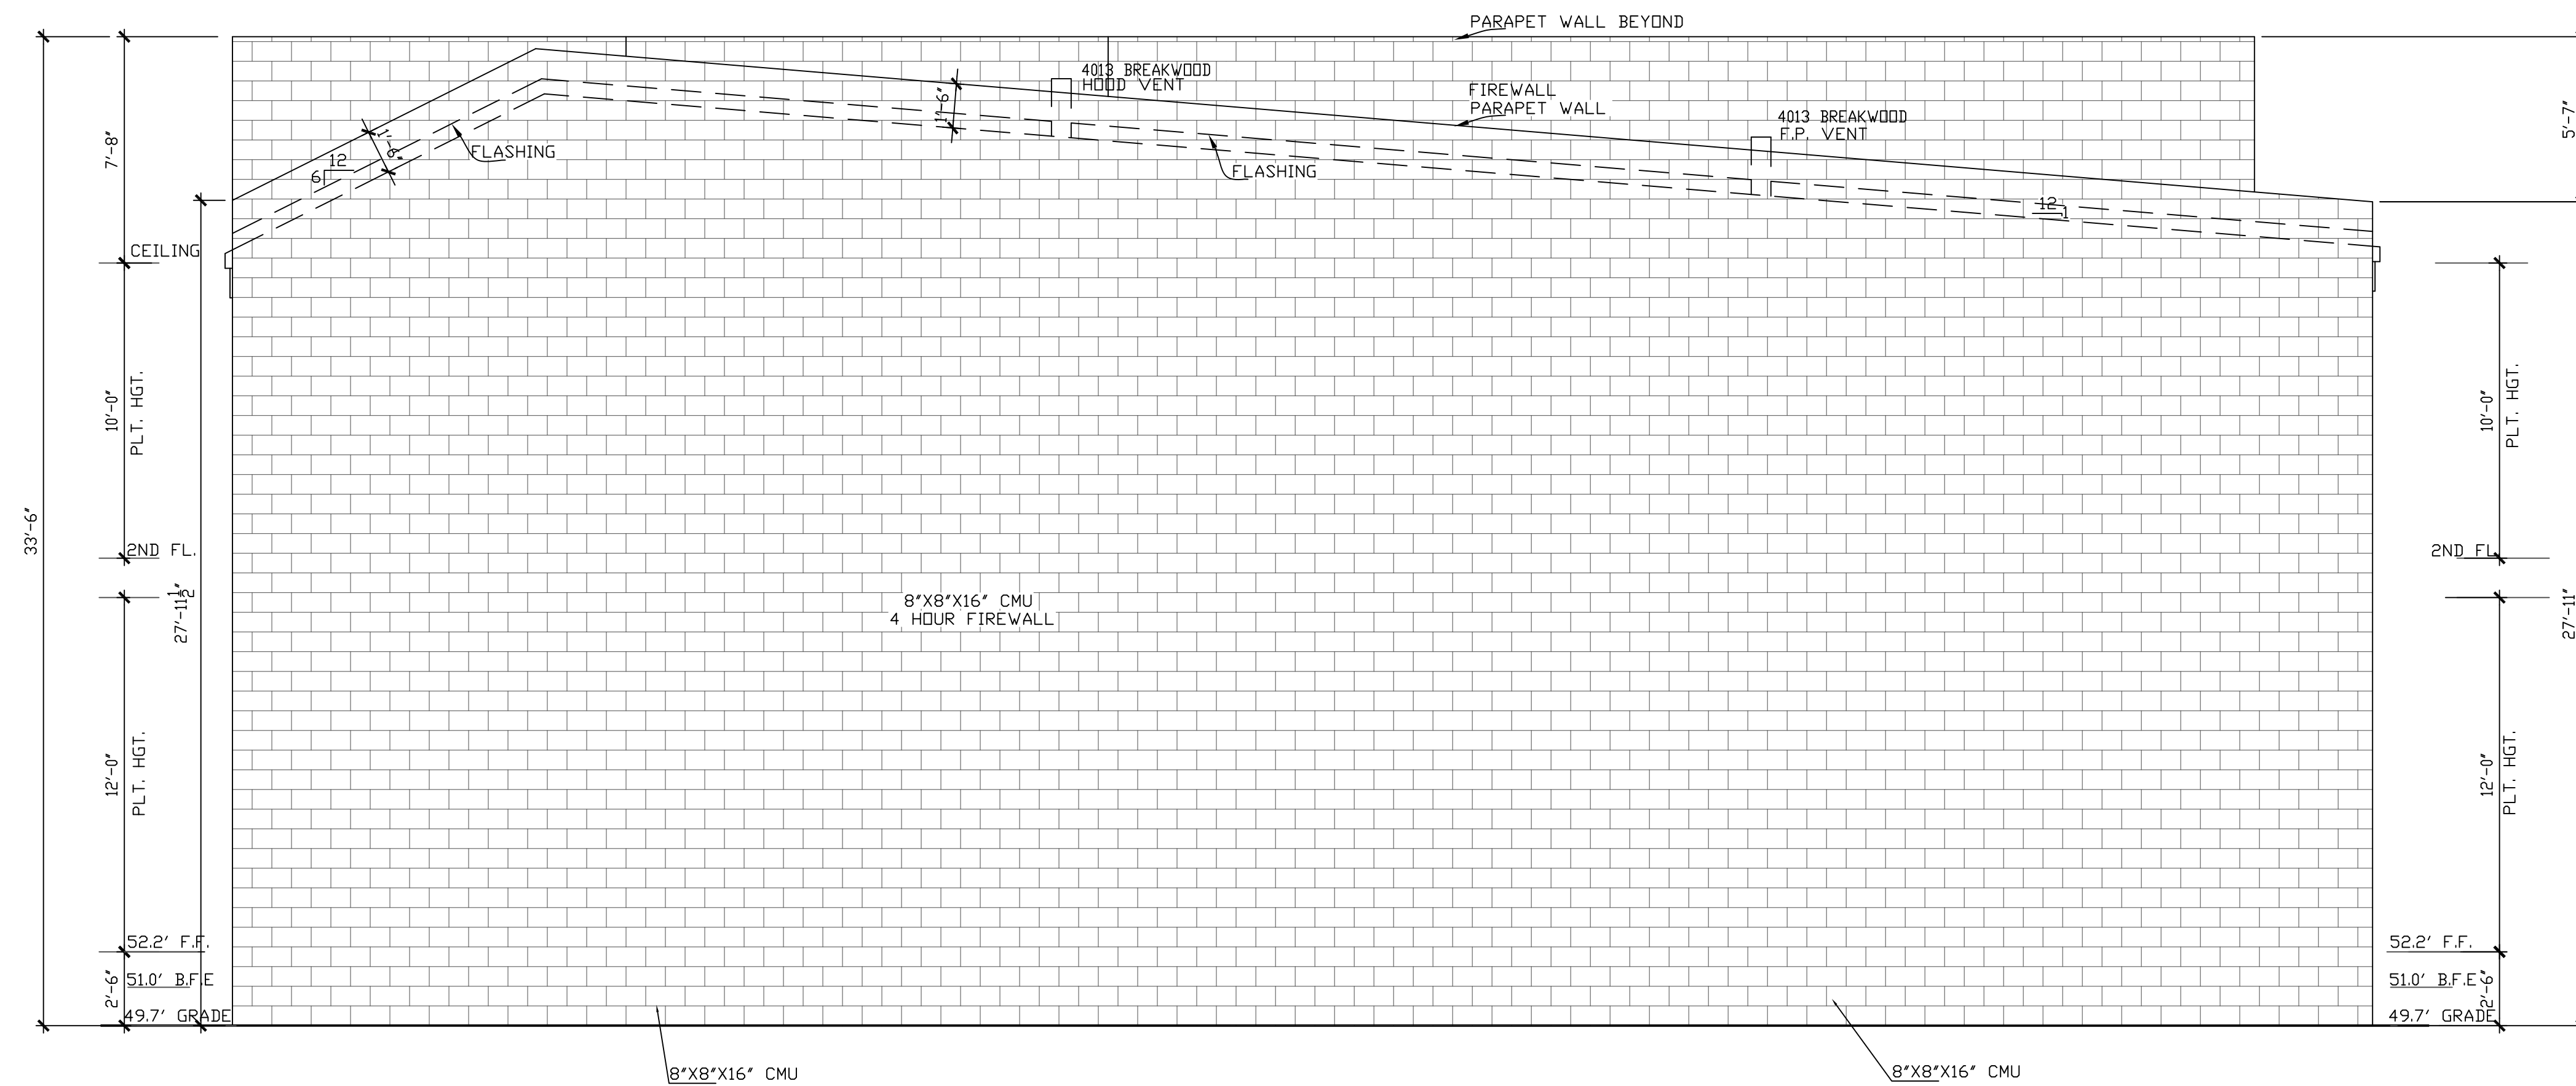 PARAPET WALL BEYOND
4013 BREAKWOOD
HOOD VENT
FIREWALL
PARAPET WALL
4013 BREAKWOOD
F.P. VENT
7'-8"
1'-6"
5'-7"
FLASHING
FLASHING
12
6
12
1
CEILING
10'-0"
PLT. HGT.
10'-0"
PLT. HGT.
33'-6"
2ND FL.
2ND FL
27'-11 1/2"
27'-11"
8"X8"X16" CMU
4 HOUR FIREWALL
12'-0"
PLT. HGT.
12'-0"
PLT. HGT.
52.2' F.F.
52.2' F.F.
2'-6"
51.0' B.F.E
51.0' B.F.E
2'-6"
49.7' GRADE
49.7' GRADE
8"X8"X16" CMU
8"X8"X16" CMU